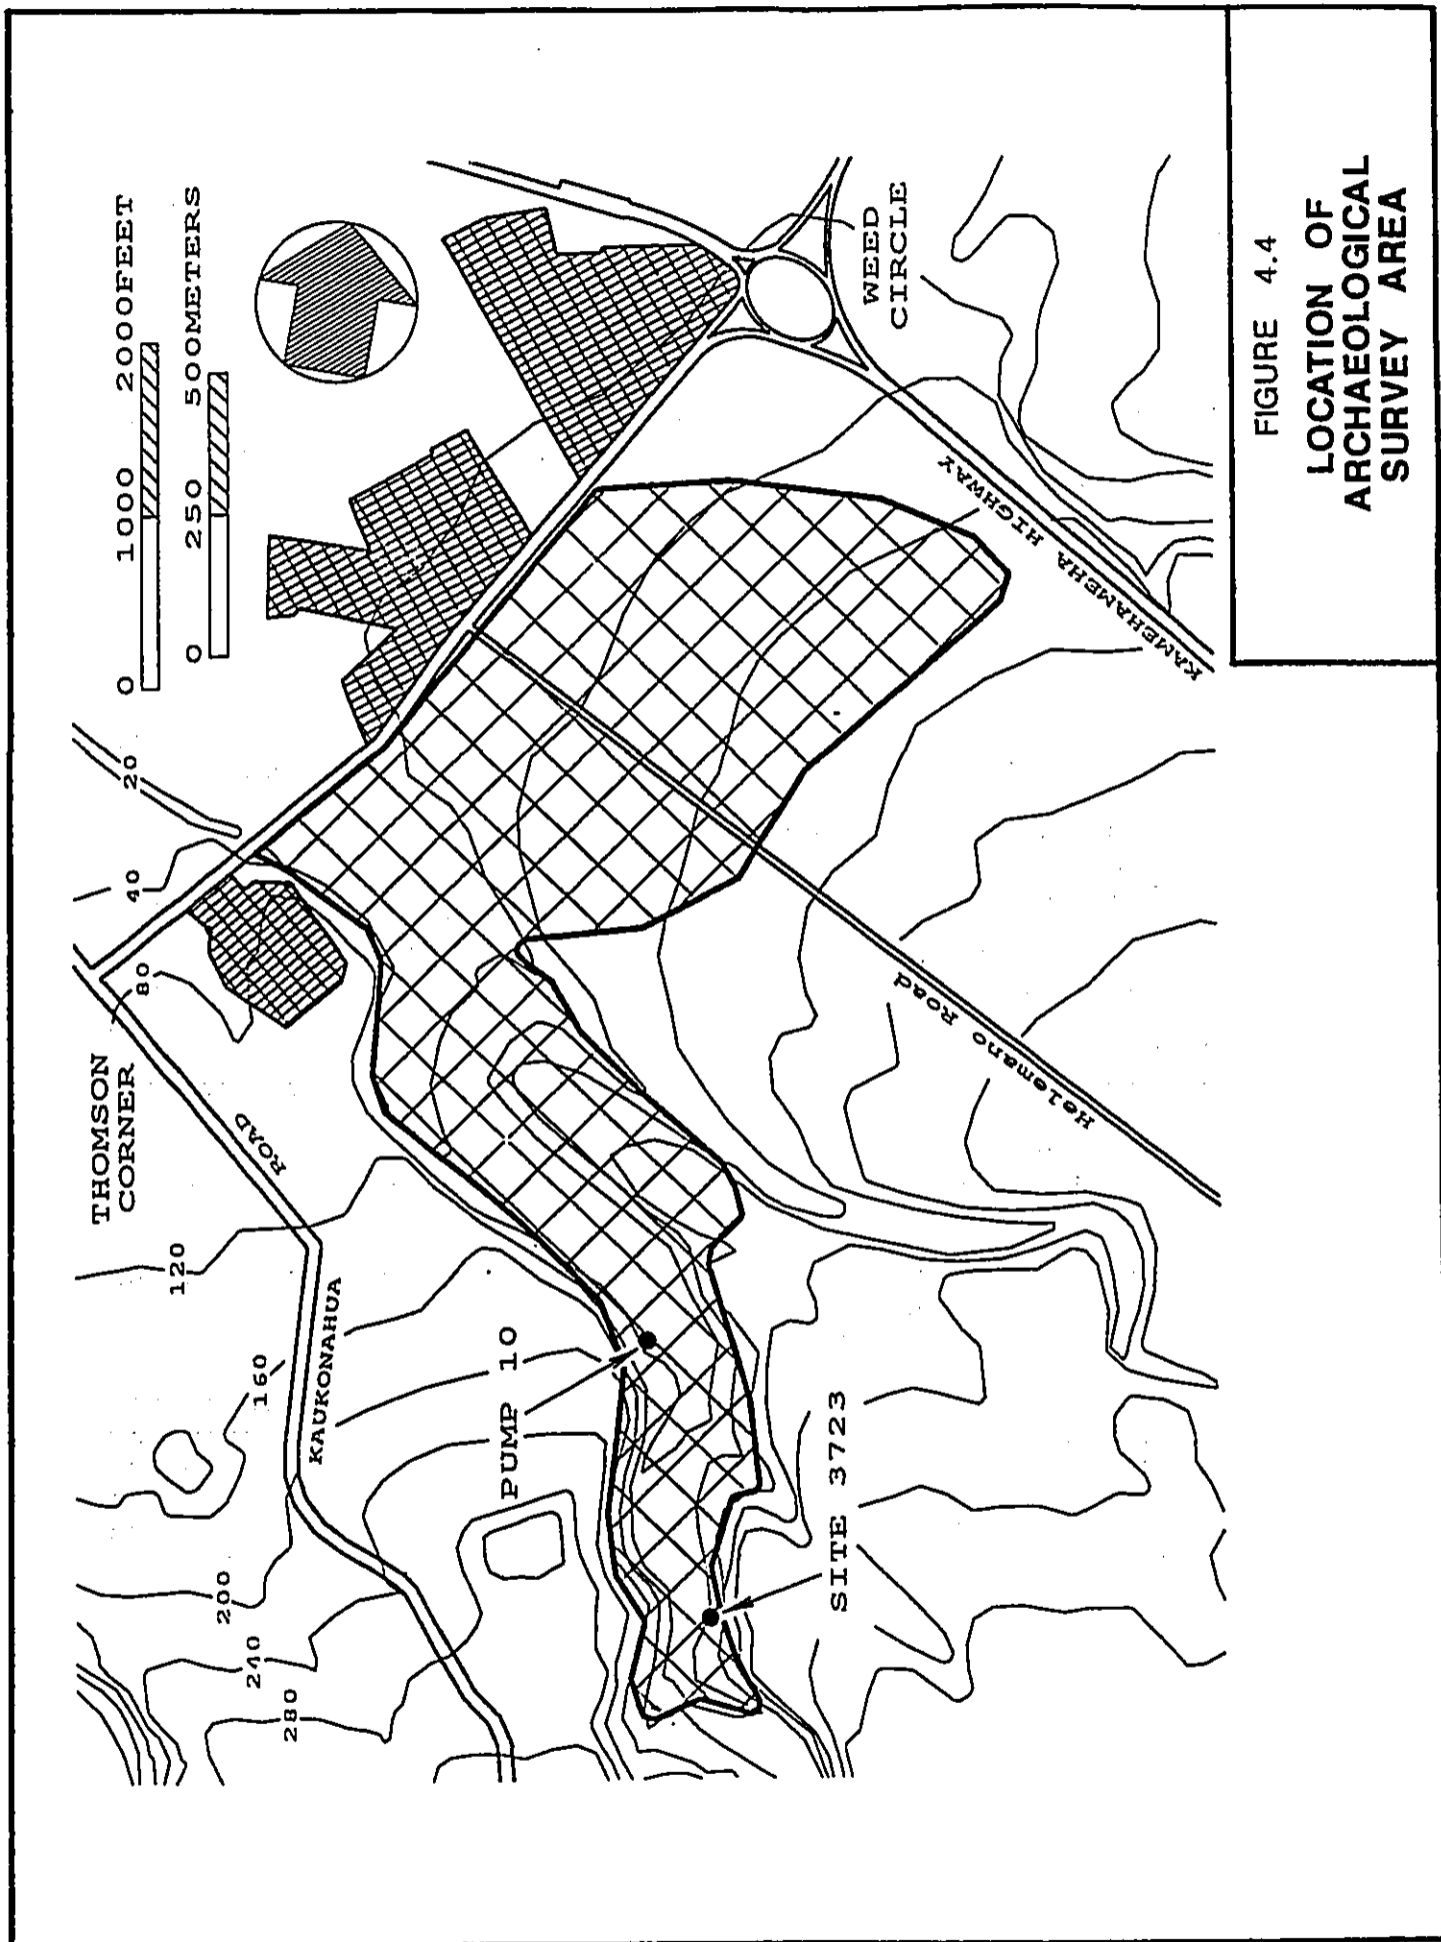 0 1000 2000FEET
0 250 500METERS
20
40
80
THOMSON
CORNER
ROAD
120
160
KAUKONAHUA
200
240
280
PUMP 10
SITE 3723
WEED
CIRCLE
KAMEHAMEHA HIGHWAY
Helemano Road
FIGURE 4.4
LOCATION OF
ARCHAEOLOGICAL
SURVEY AREA